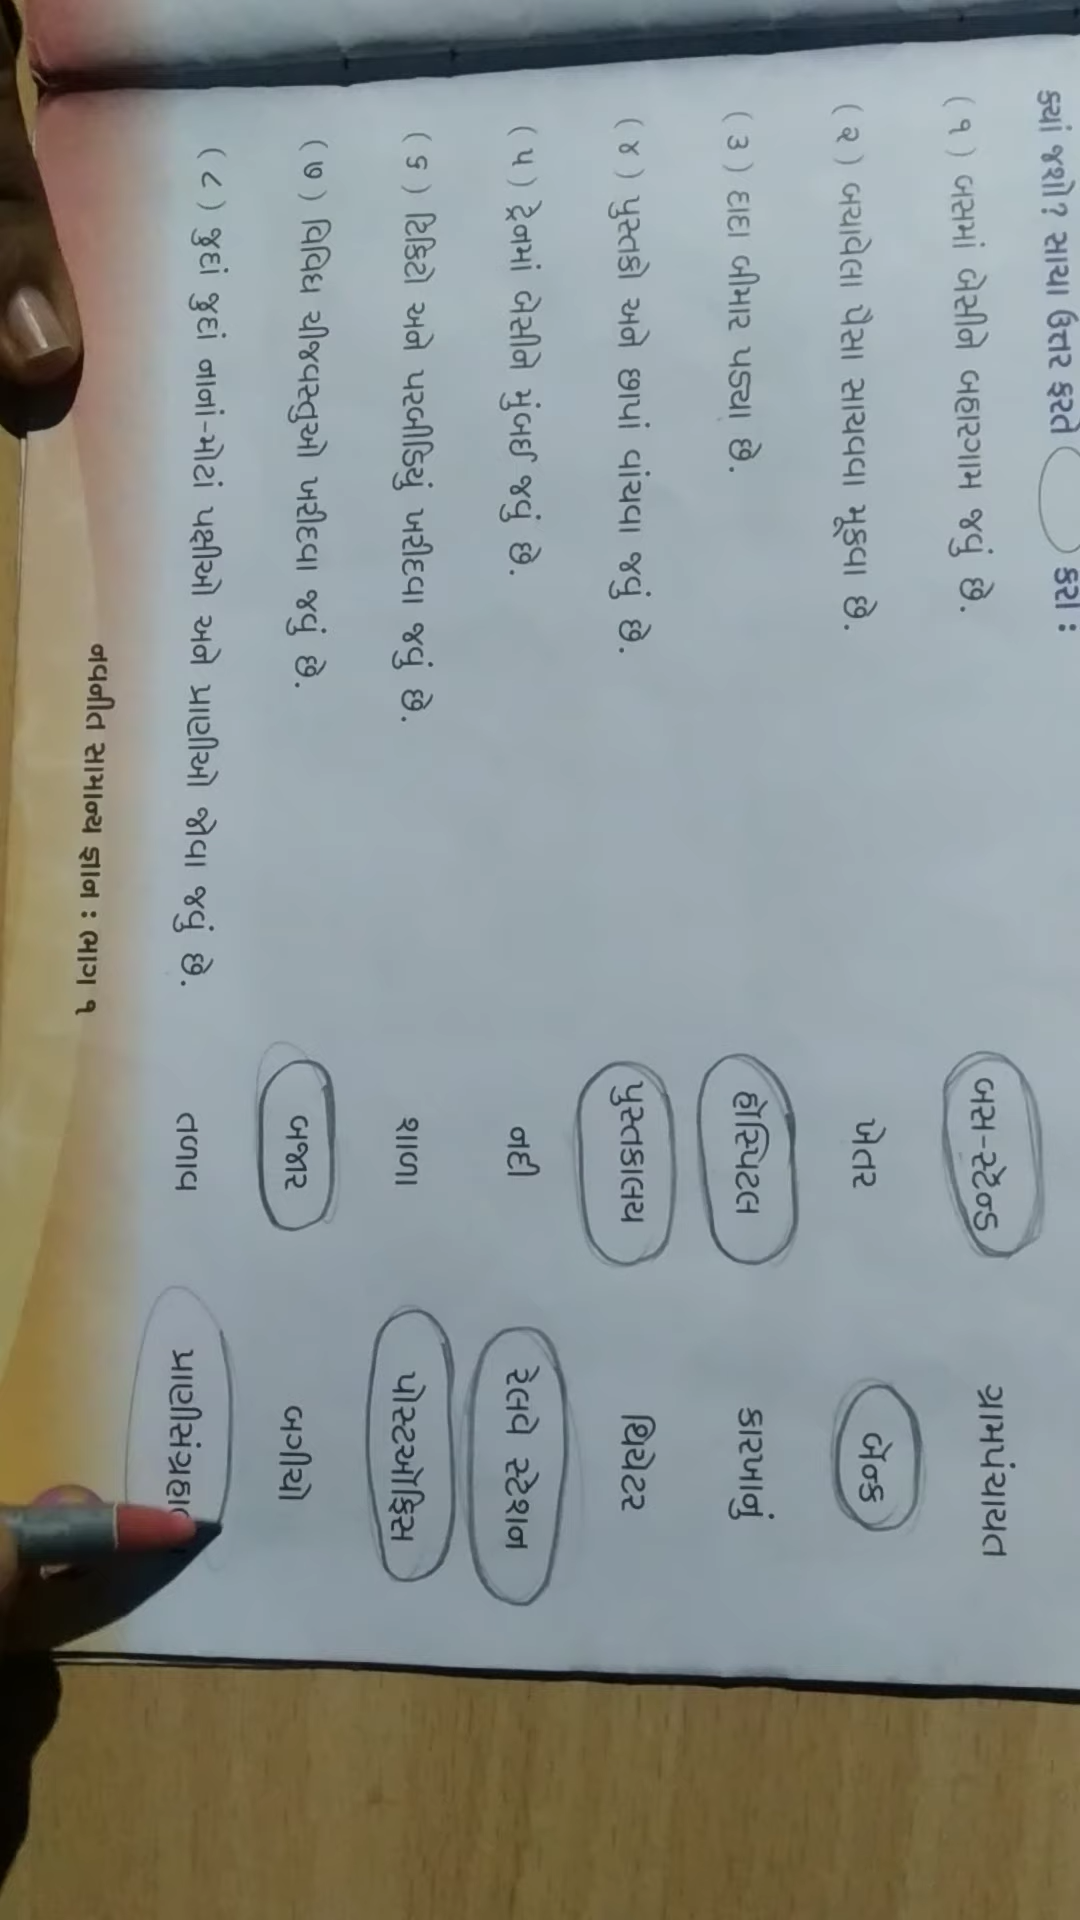 ક્યાં જશો? સાચા ઉત્તર ફરતે કરો :
(૧) બસમાં બેસીને બહારગામ જવું છે. બસ-સ્ટૅન્ડ ગ્રામપંચાયત
(૨) બચાવેલા પૈસા સાચવવા મૂકવા છે. ખેતર બૅન્ક
(૩) દાદા બીમાર પડ્યા છે. હૉસ્પિટલ કારખાનું
(૪) પુસ્તકો અને છાપાં વાંચવા જવું છે. પુસ્તકાલય થિયેટર
(૫) ટ્રેનમાં બેસીને મુંબઈ જવું છે. નદી રેલવે સ્ટેશન
(૬) ટિકિટો અને પરબીડિયું ખરીદવા જવું છે. શાળા પોસ્ટઑફિસ
(૭) વિવિધ ચીજવસ્તુઓ ખરીદવા જવું છે. બજાર બગીચો
(૮) જુદાં જુદાં નાનાં-મોટાં પક્ષીઓ અને પ્રાણીઓ જોવા જવું છે. તળાવ
નવનીત સામાન્ય જ્ઞાન : ભાગ ૧